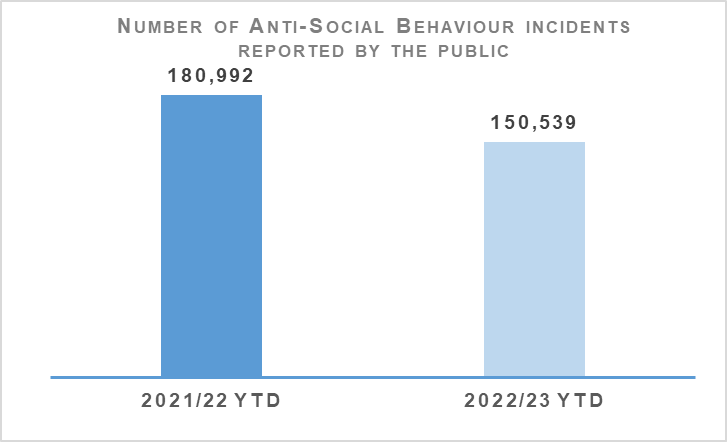 Number of Anti-Social Behaviour incidents
reported by the public
180,992
150,539
2021/22 YTD
2022/23 YTD